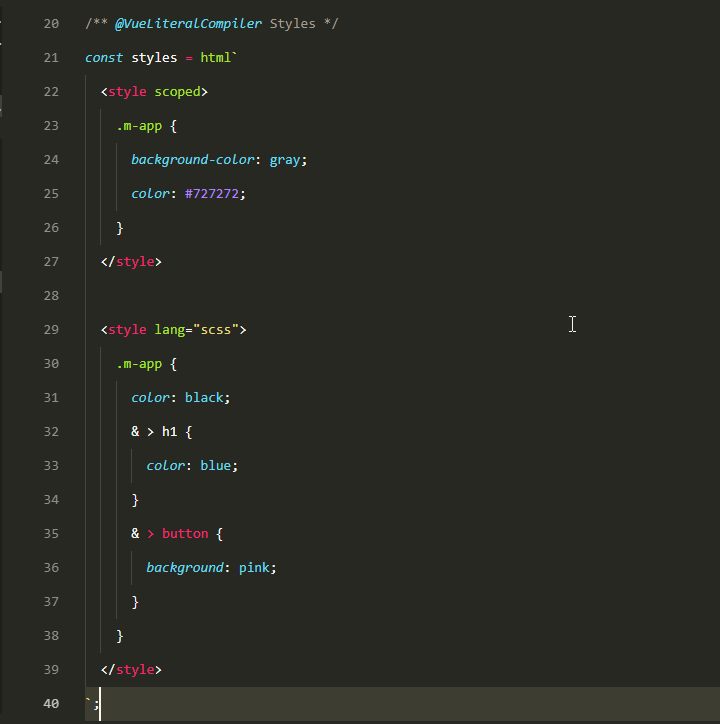 20 /** @VueLiteralCompiler Styles */
21 const styles = html`
22   <style scoped>
23     .m-app {
24       background-color: gray;
25       color: #727272;
26     }
27   </style>
28
29   <style lang="scss">
30     .m-app {
31       color: black;
32       & > h1 {
33         color: blue;
34       }
35       & > button {
36         background: pink;
37       }
38     }
39   </style>
40 `;